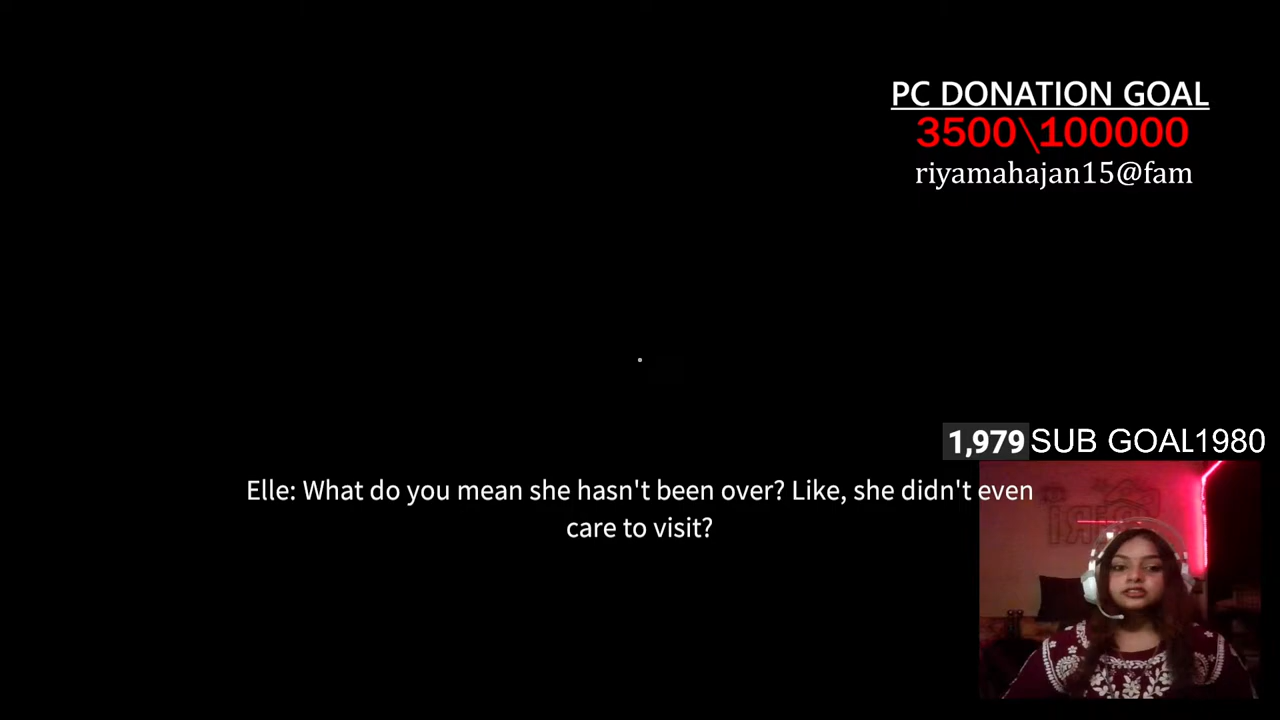 PC DONATION GOAL
3500\100000
riyamahajan15@fam
1,979 SUB GOAL1980
Elle: What do you mean she hasn't been over? Like, she didn't even
care to visit?